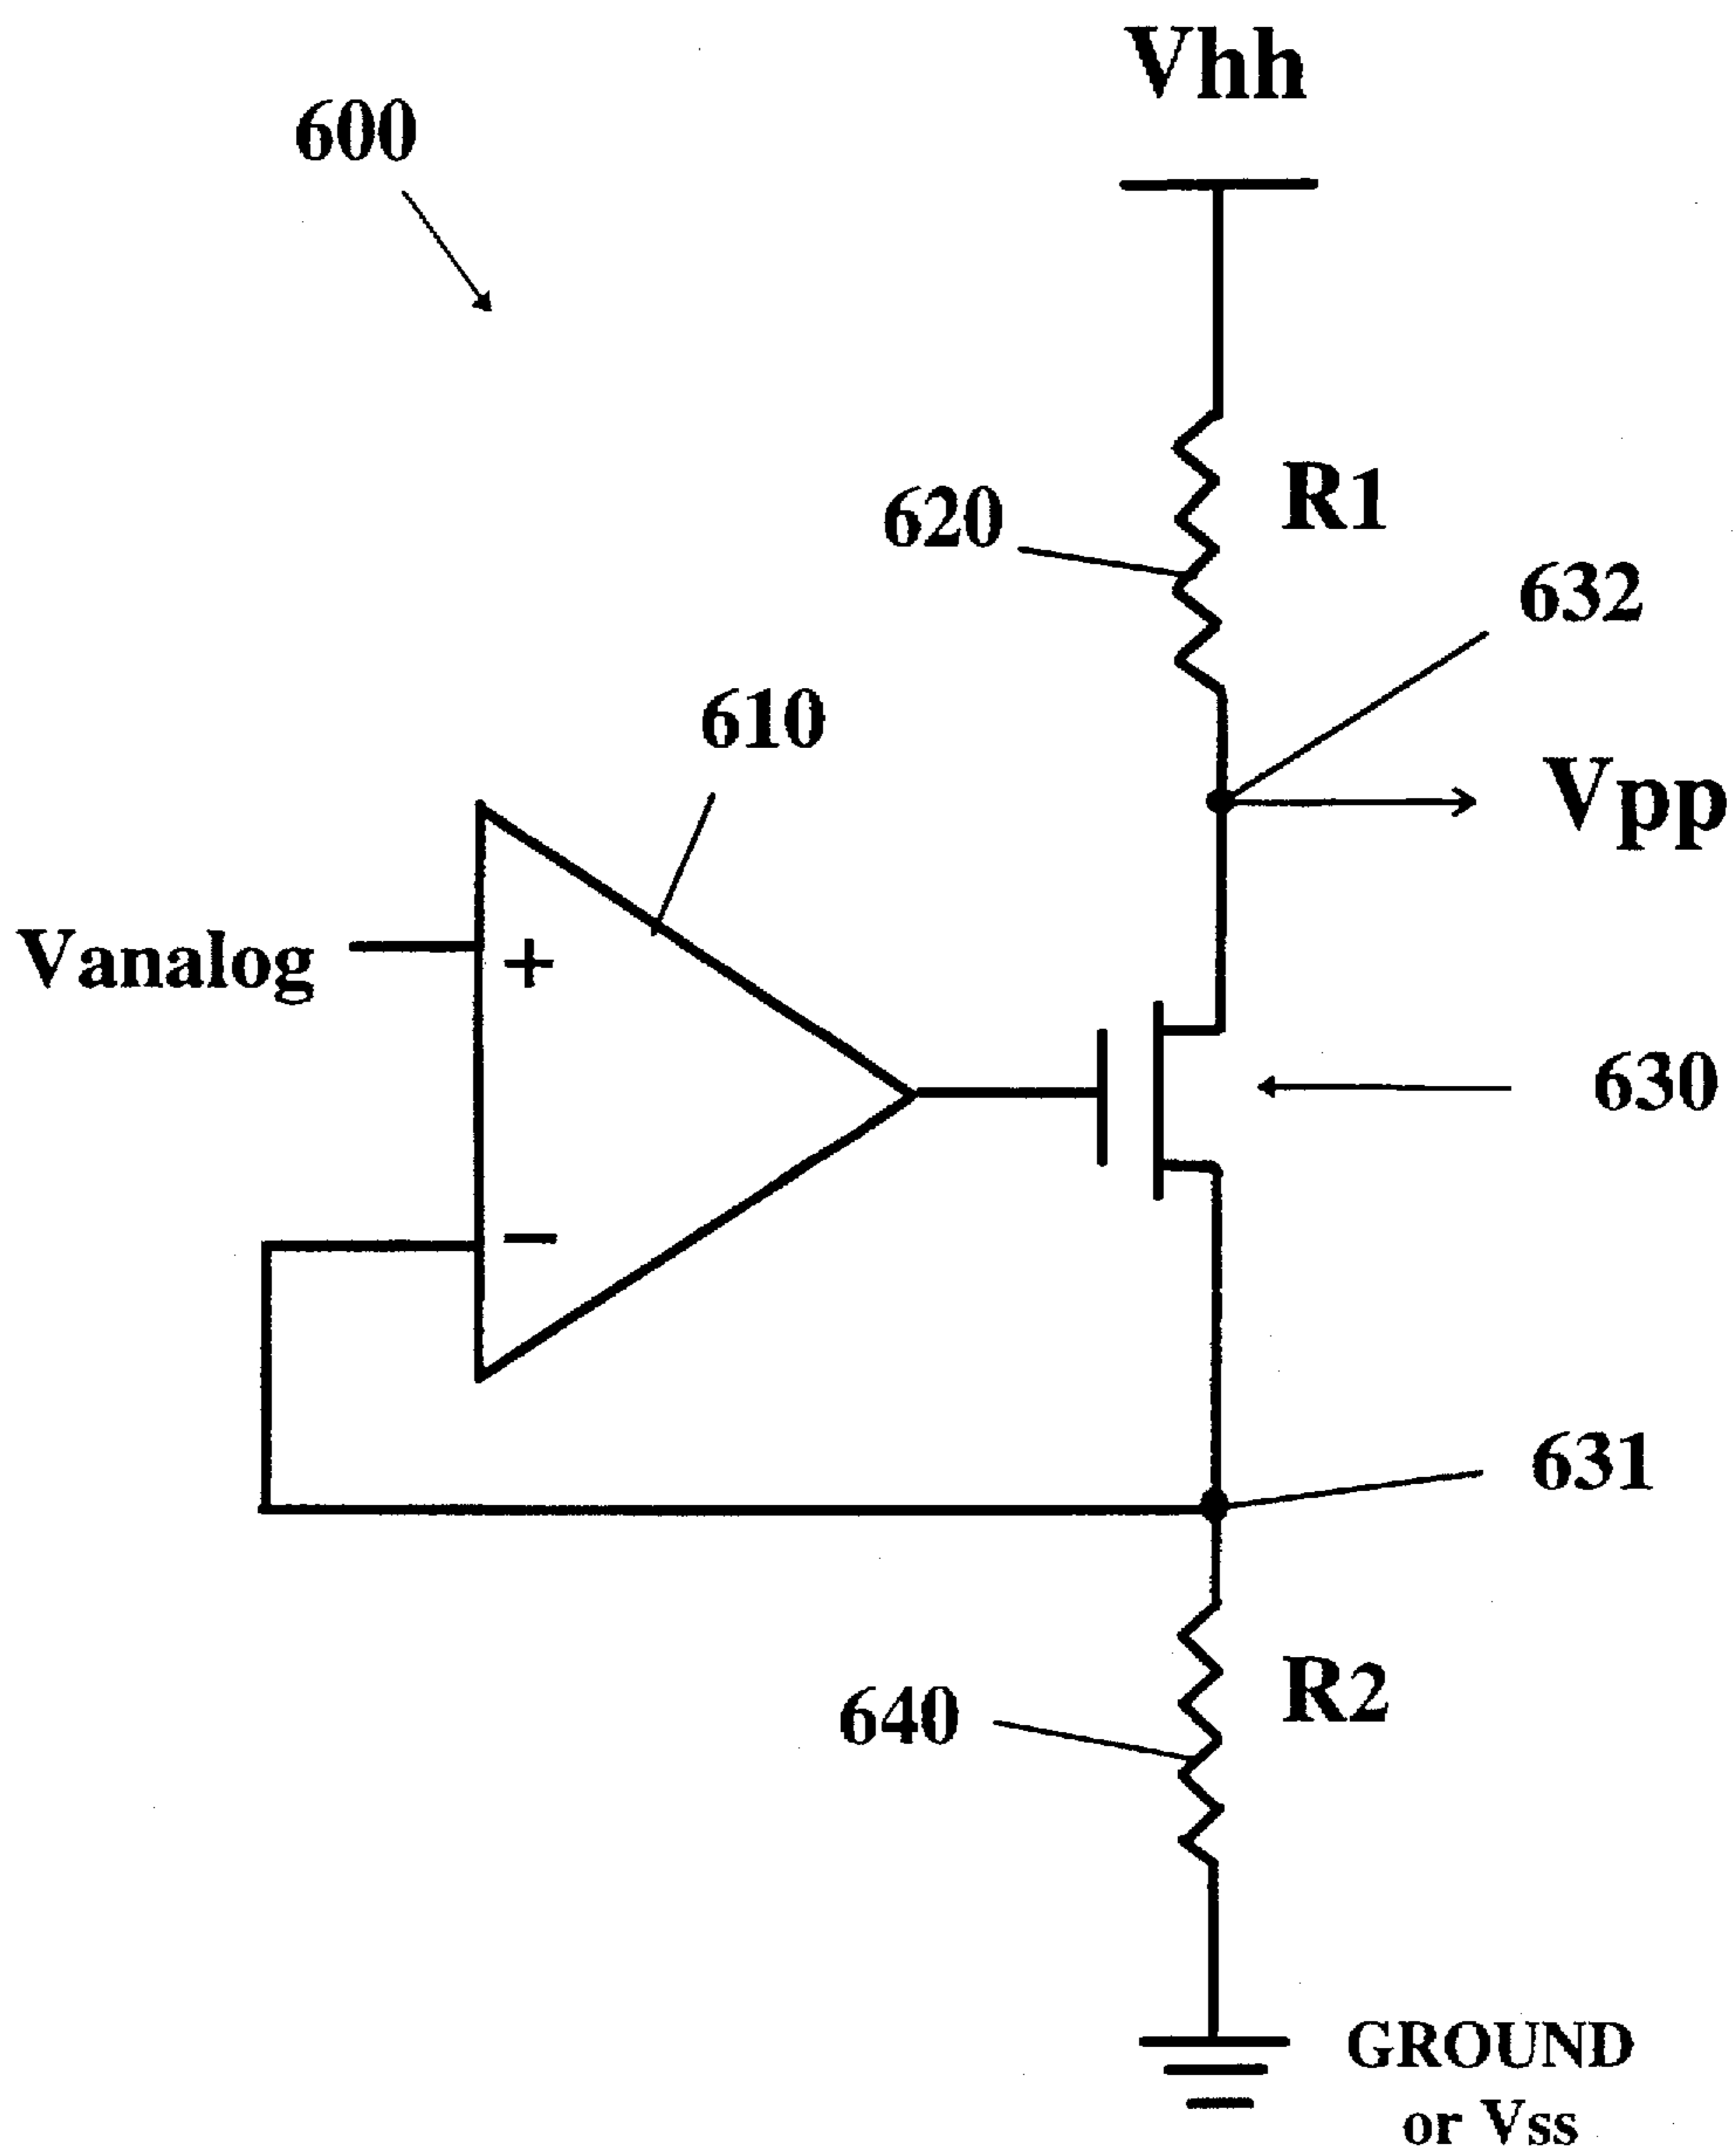 Vhh
600
R1
620
632
610
Vpp
Vanalog
+
630
−
631
R2
640
GROUND
or Vss